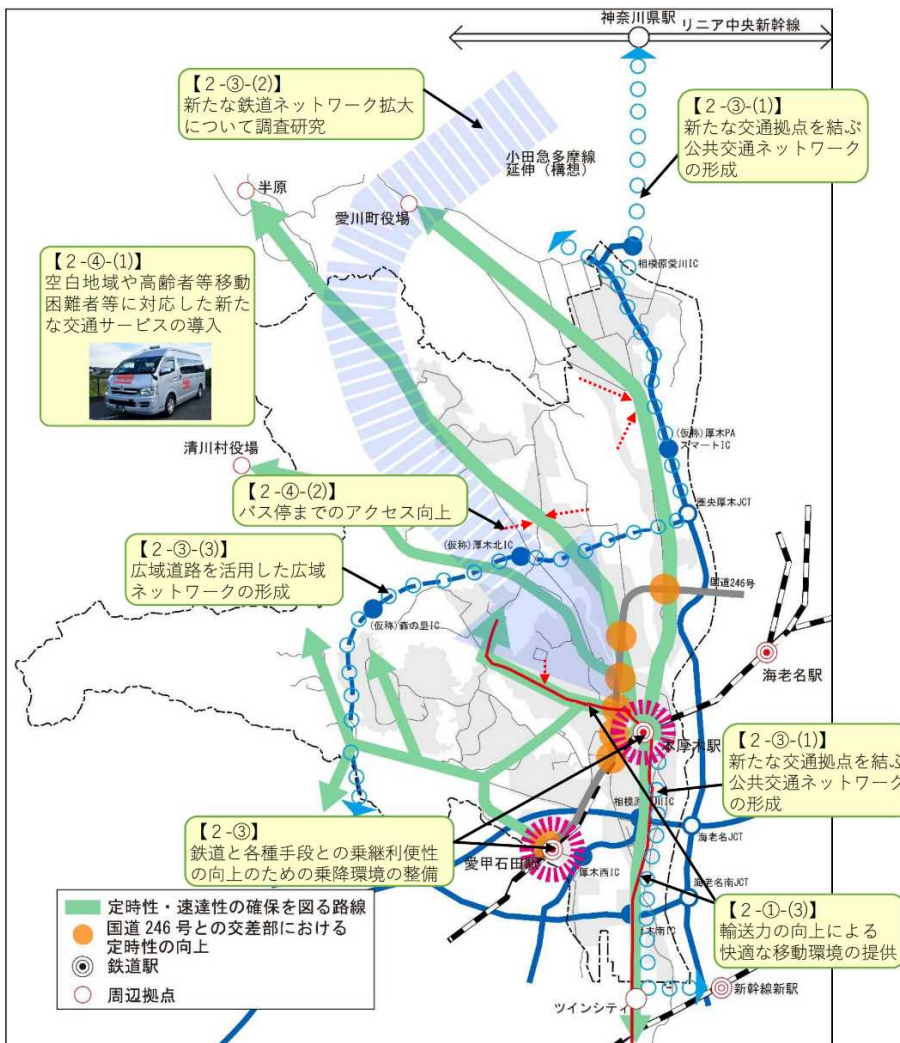 神奈川県駅
リニア中央新幹線
【2-③-(2)】
新たな鉄道ネットワーク拡大
について調査研究
【2-③-(1)】
新たな交通拠点を結ぶ
公共交通ネットワーク
の形成
小田急多摩線
延伸（構想）
半原
愛川町役場
【2-④-(1)】
空白地域や高齢者等移動
困難者等に対応した新た
な交通サービスの導入
相模原愛川IC
清川村役場
(仮称)厚木PA
スマートIC
【2-④-(2)】
バス停までのアクセス向上
圏央厚木JCT
(仮称)厚木北IC
【2-③-(3)】
広域道路を活用した広域
ネットワークの形成
国道246号
(仮称)森の里IC
海老名駅
本厚木駅
【2-③-(1)】
新たな交通拠点を結ぶ
公共交通ネットワーク
の形成
海老名JCT
【2-③】
鉄道と各種手段との乗継利便性
の向上のための乗降環境の整備
愛甲石田駅
厚木西IC
海老名南JCT
【2-①-(3)】
輸送力の向上による
快適な移動環境の提供
定時性・速達性の確保を図る路線
国道246号との交差部における
定時性の向上
鉄道駅
周辺拠点
ツインシティ
新幹線新駅